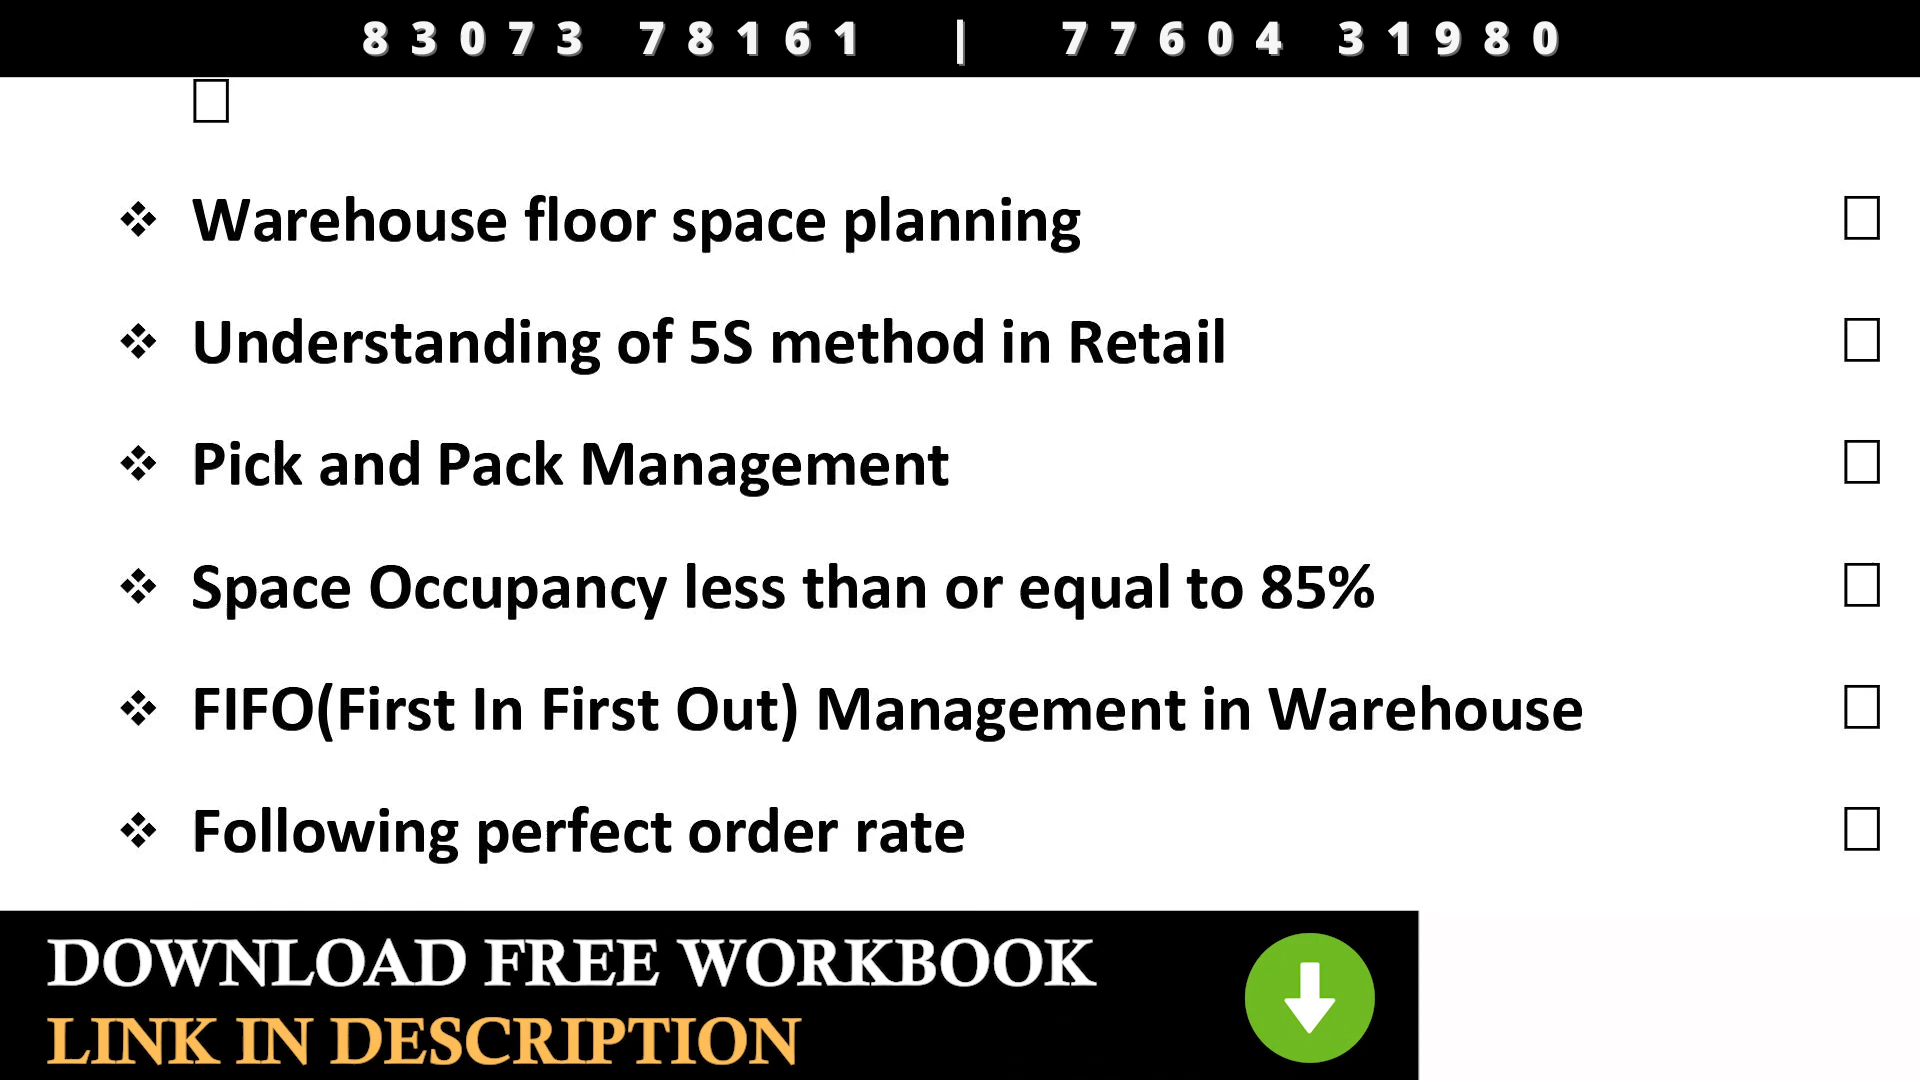 83073 78161 | 77604 31980
❖ Warehouse floor space planning
❖ Understanding of 5S method in Retail
❖ Pick and Pack Management
❖ Space Occupancy less than or equal to 85%
❖ FIFO(First In First Out) Management in Warehouse
❖ Following perfect order rate
DOWNLOAD FREE WORKBOOK
LINK IN DESCRIPTION